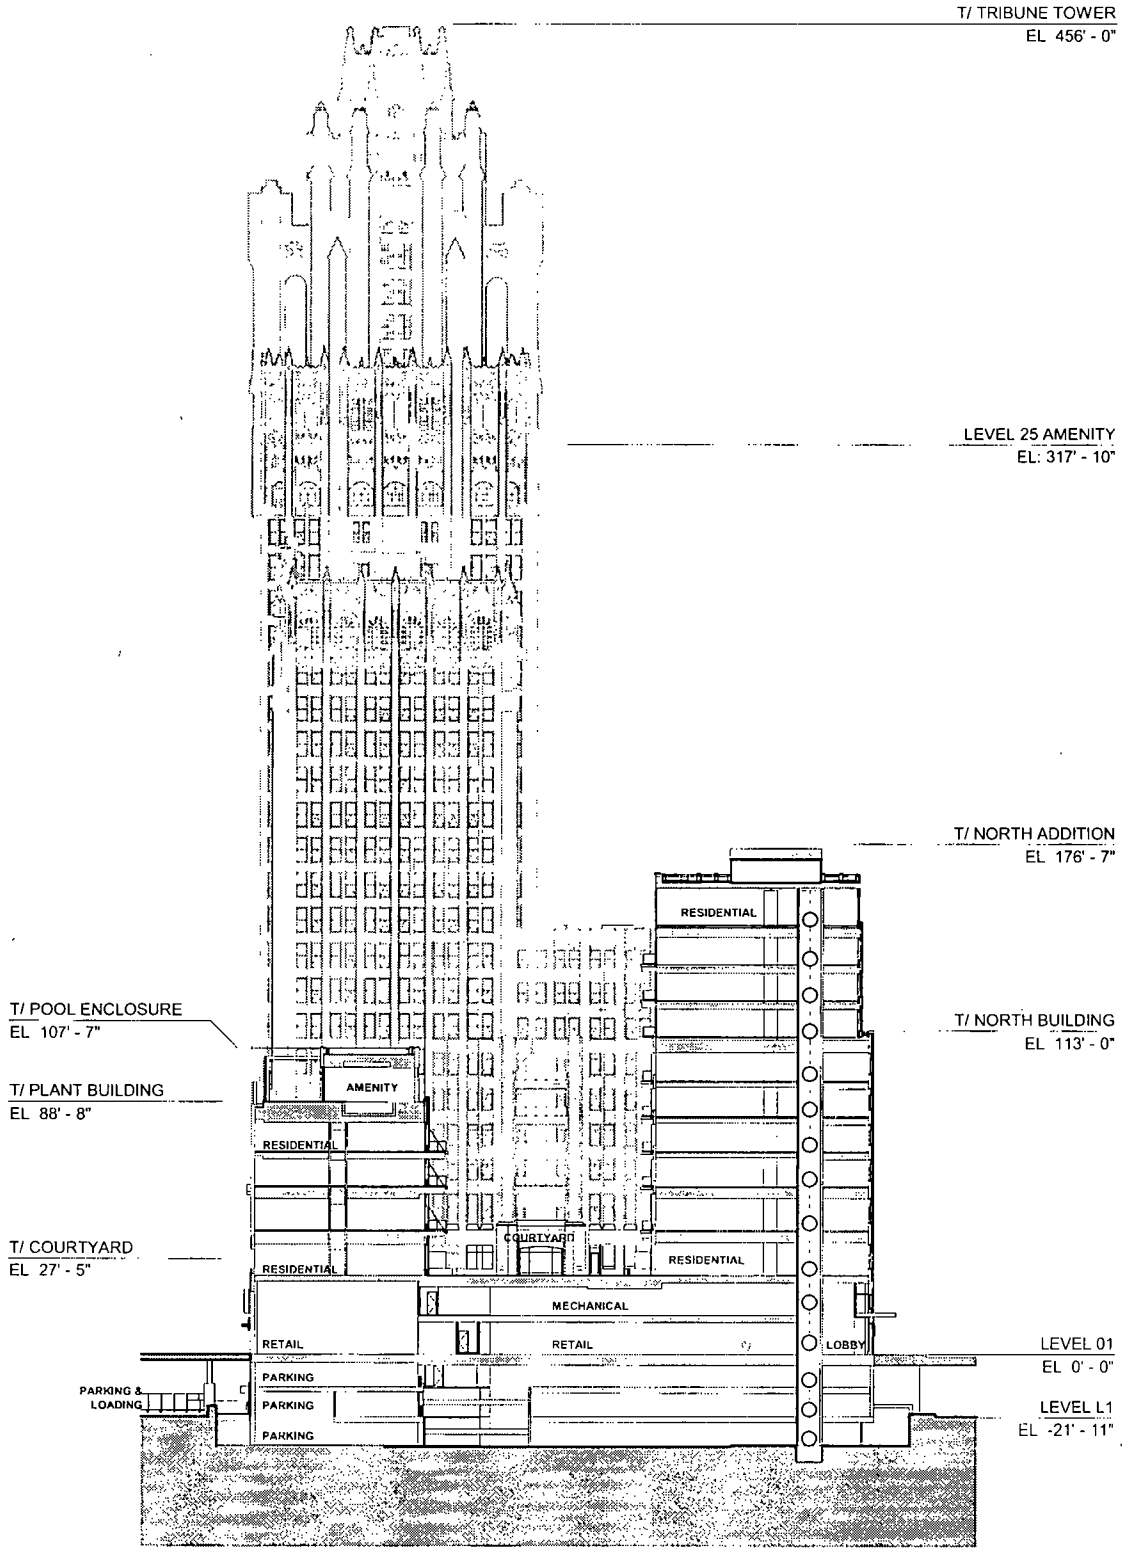 T/ TRIBUNE TOWER
EL 456' - 0"
LEVEL 25 AMENITY
EL: 317' - 10"
T/ NORTH ADDITION
EL 176' - 7"
RESIDENTIAL
T/ POOL ENCLOSURE
EL 107' - 7"
T/ NORTH BUILDING
EL 113' - 0"
AMENITY
T/ PLANT BUILDING
EL 88' - 8"
RESIDENTIAL
COURTYARD
T/ COURTYARD
EL 27' - 5"
RESIDENTIAL
RESIDENTIAL
MECHANICAL
RETAIL
RETAIL
LOBBY
LEVEL 01
EL 0' - 0"
PARKING
PARKING &
LOADING
PARKING
LEVEL L1
EL -21' - 11"
PARKING